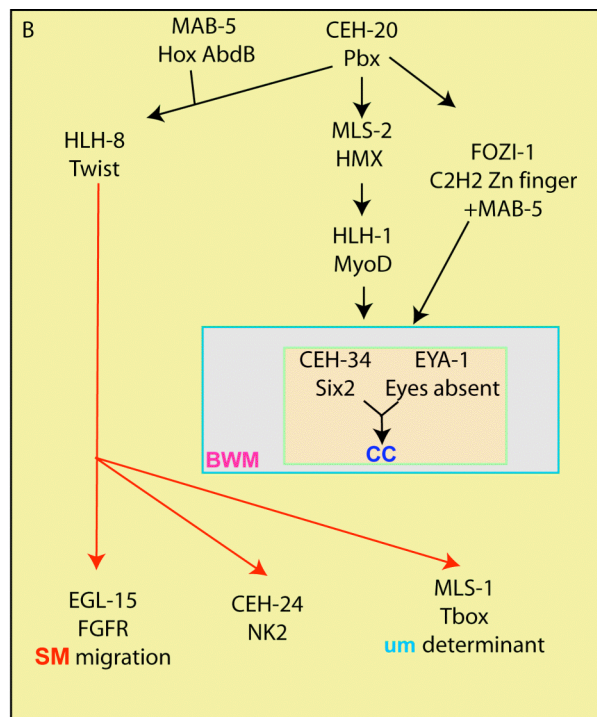 B
MAB-5
Hox AbdB
CEH-20
Pbx
HLH-8
Twist
MLS-2
HMX
FOZI-1
C2H2 Zn finger
+MAB-5
HLH-1
MyoD
CEH-34
Six2
EYA-1
Eyes absent
CC
BWM
EGL-15
FGFR
SM migration
CEH-24
NK2
MLS-1
Tbox
um determinant